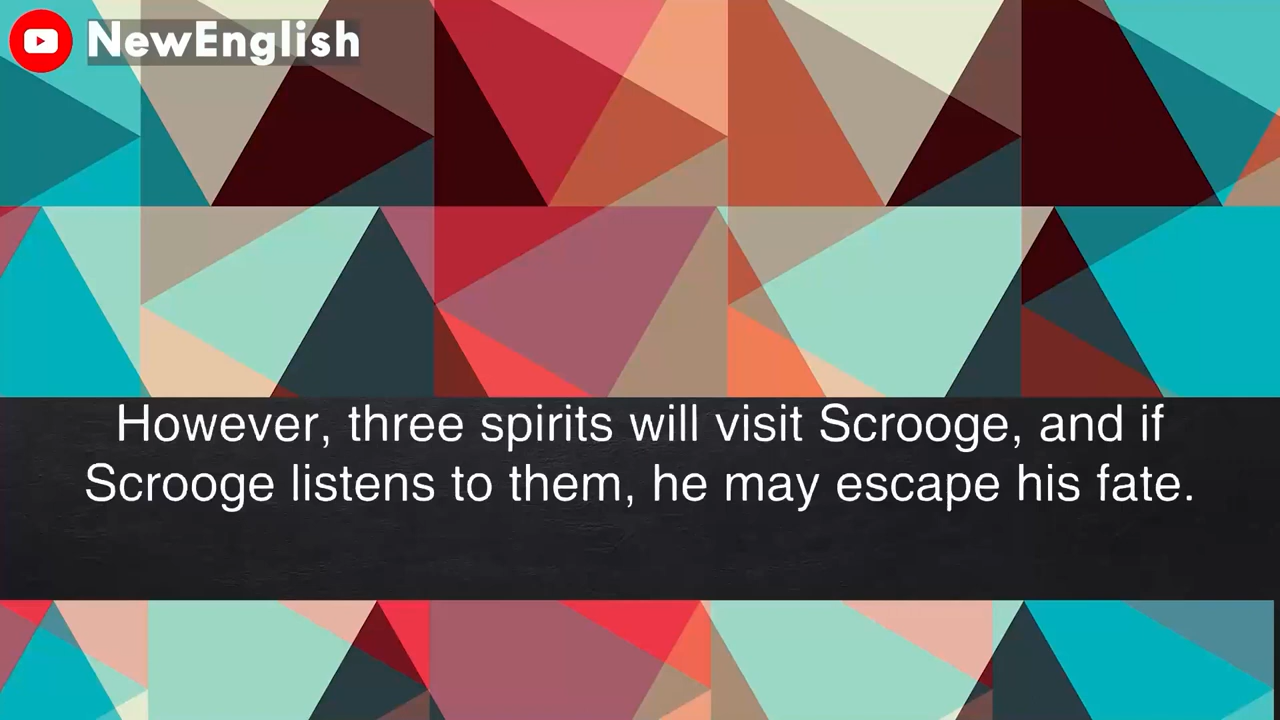 NewEnglish
However, three spirits will visit Scrooge, and if
Scrooge listens to them, he may escape his fate.